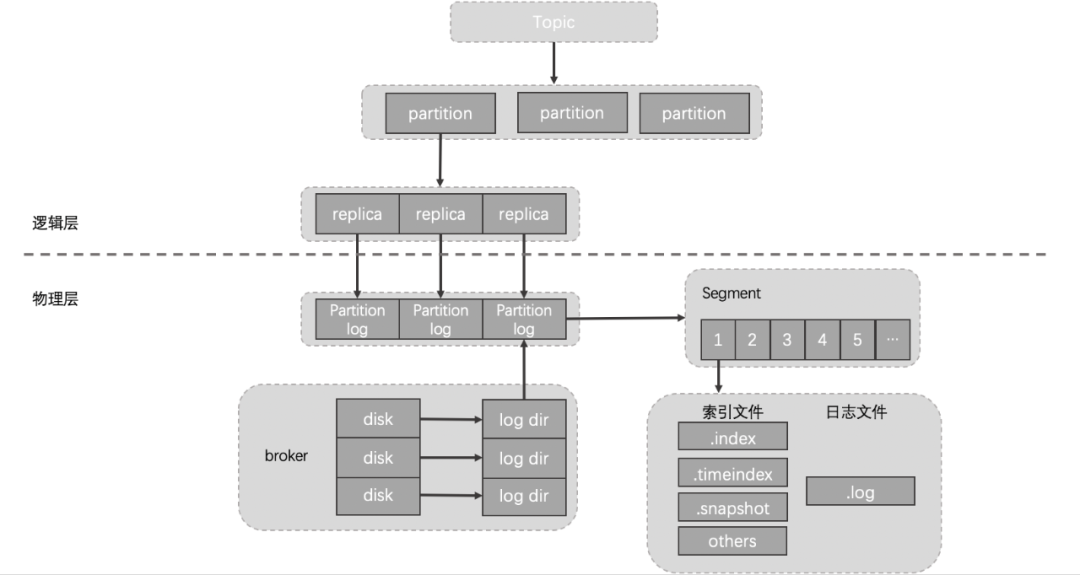 Topic
partition
partition
partition
replica
replica
replica
逻辑层
物理层
Partition
log
Partition
log
Partition
log
Segment
1
2
3
4
5
...
broker
disk
log dir
disk
log dir
disk
log dir
索引文件
日志文件
.index
.timeindex
.snapshot
others
.log